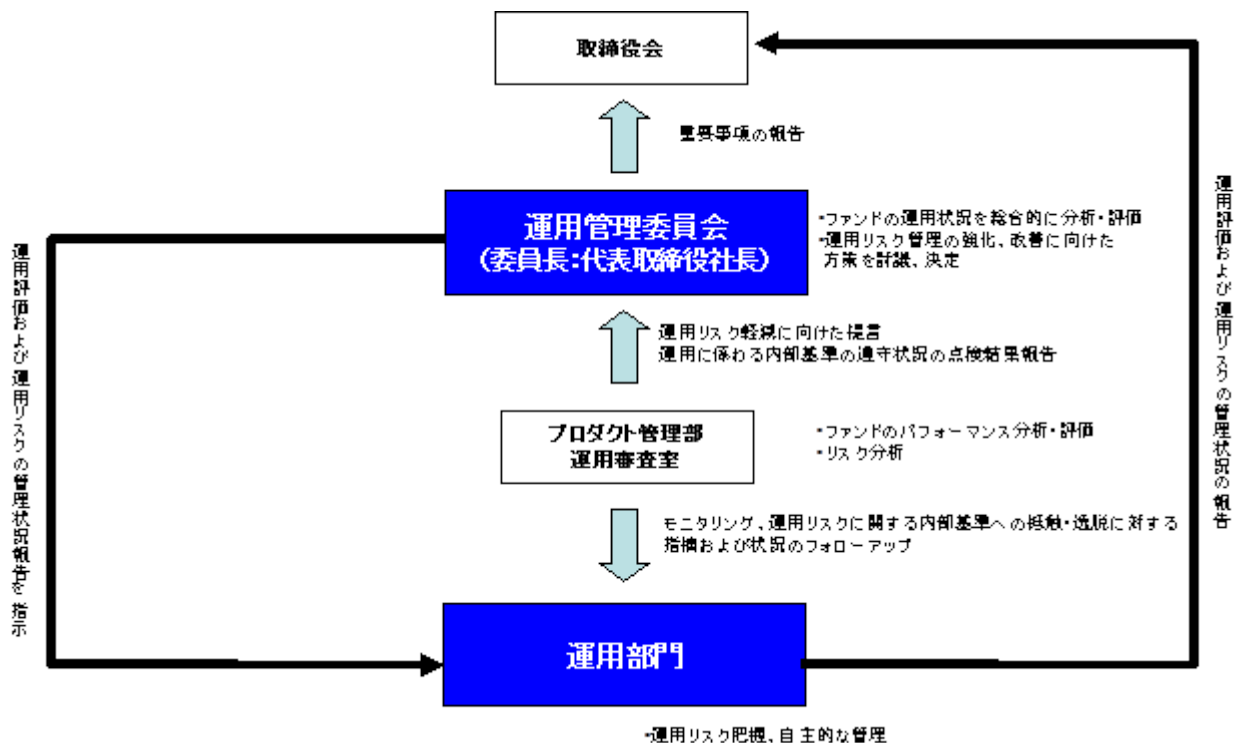 取締役会
重要事項の報告
運用管理委員会
(委員長:代表取締役社長)
・ファンドの運用状況を総合的に分析・評価
・運用リスク管理の強化、改善に向けた
方策を討議、決定
運用リスク軽減に向けた提言
運用に係わる内部基準の遵守状況の点検結果報告
プロダクト管理部
運用審査室
・ファンドのパフォーマンス分析・評価
・リスク分析
モニタリング、運用リスクに関する内部基準への抵触・逸脱に対する
指摘および状況のフォローアップ
運用部門
・運用リスク把握、自主的な管理
運用評価および運用リスクの管理状況報告を指示
運用評価および運用リスクの管理状況の報告